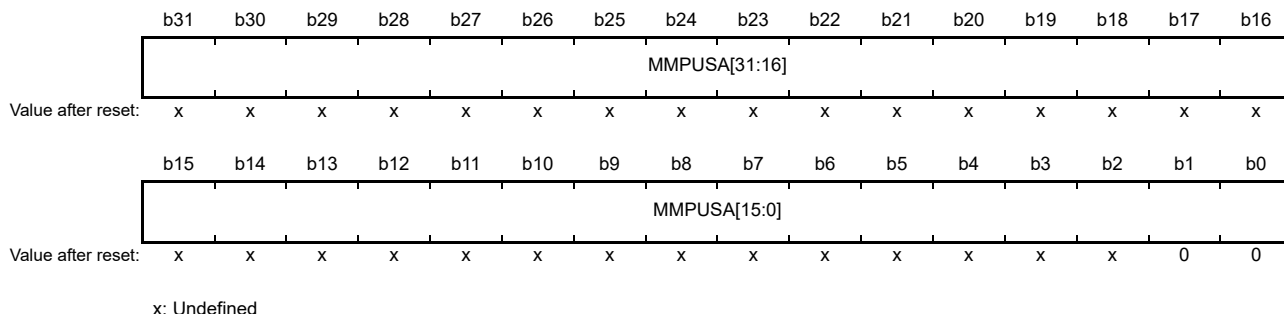 b31 b30 b29 b28 b27 b26 b25 b24 b23 b22 b21 b20 b19 b18 b17 b16
MMPUSA[31:16]
Value after reset: x x x x x x x x x x x x x x x x
b15 b14 b13 b12 b11 b10 b9 b8 b7 b6 b5 b4 b3 b2 b1 b0
MMPUSA[15:0]
Value after reset: x x x x x x x x x x x x x x 0 0
x: Undefined